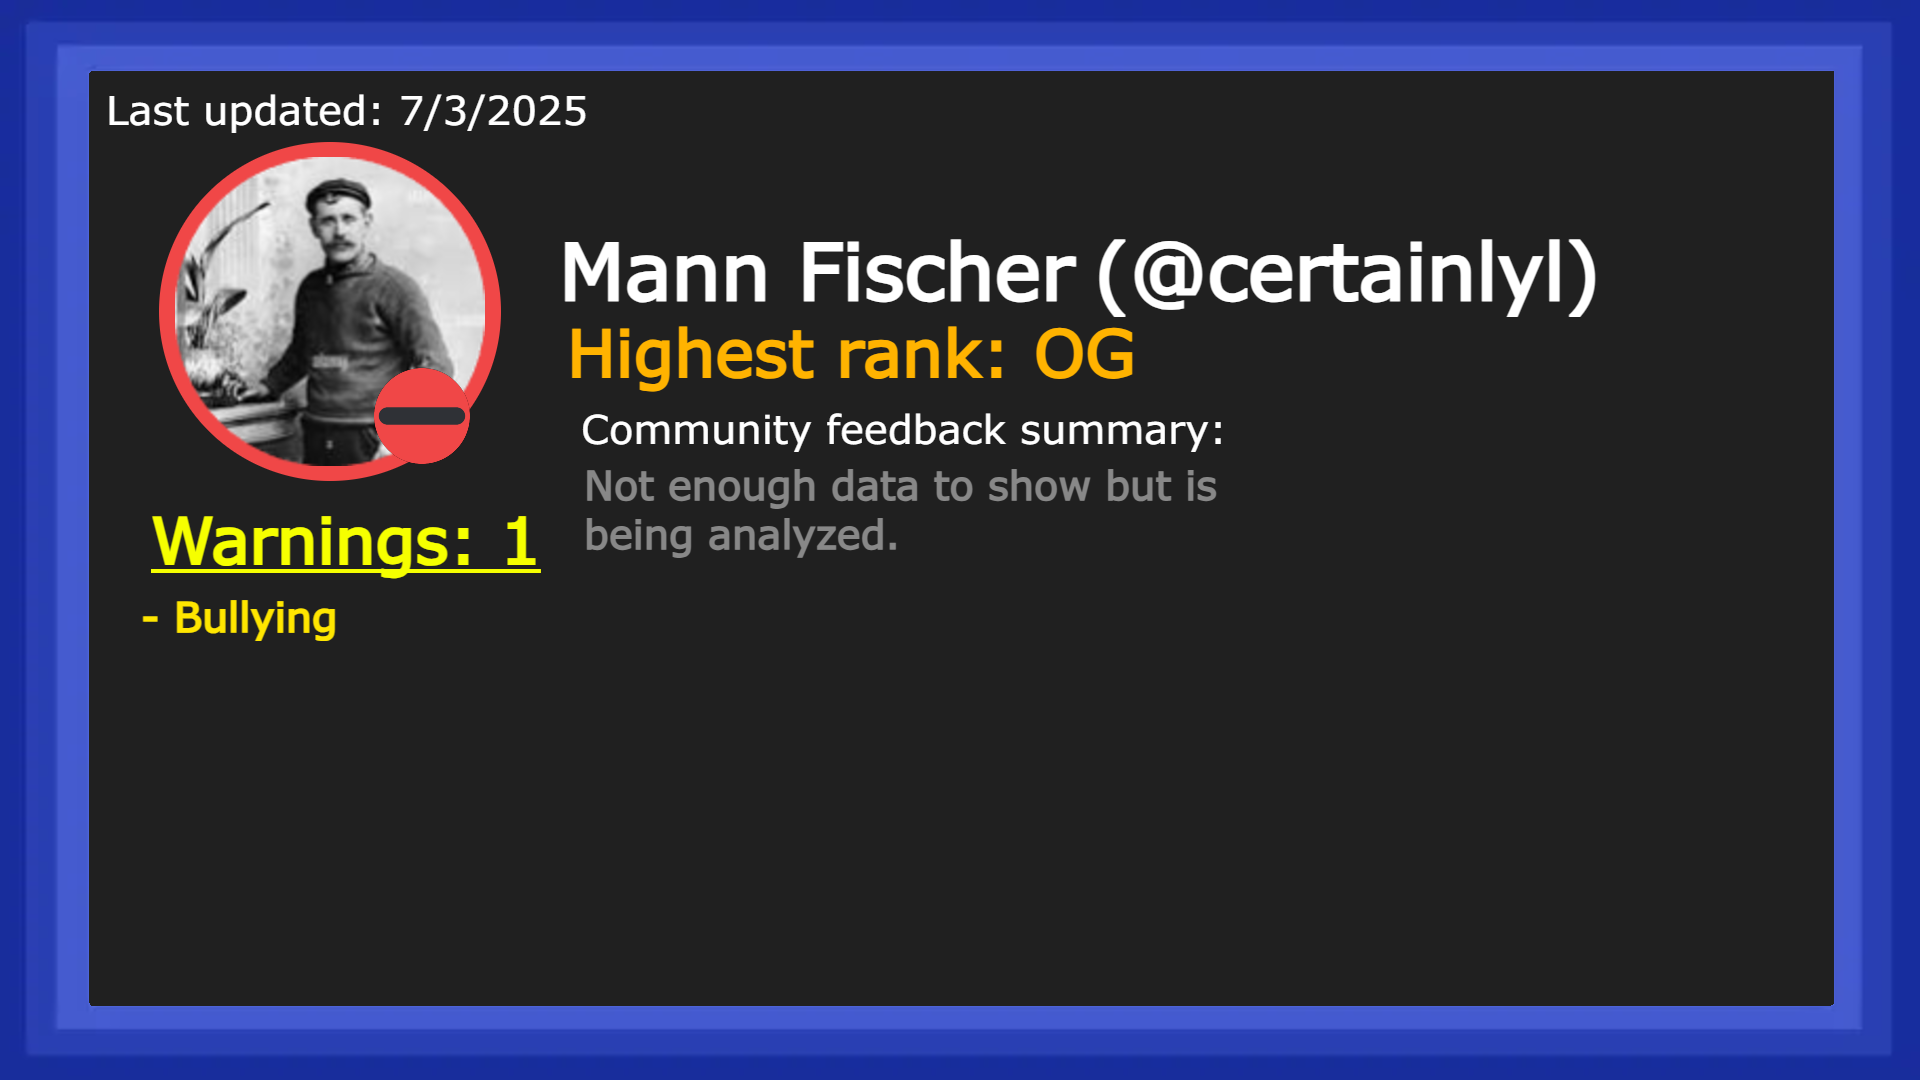 Last updated: 7/3/2025
Mann Fischer (@certainlyl)
Highest rank: OG
Community feedback summary:
Not enough data to show but is
being analyzed.
Warnings: 1
- Bullying